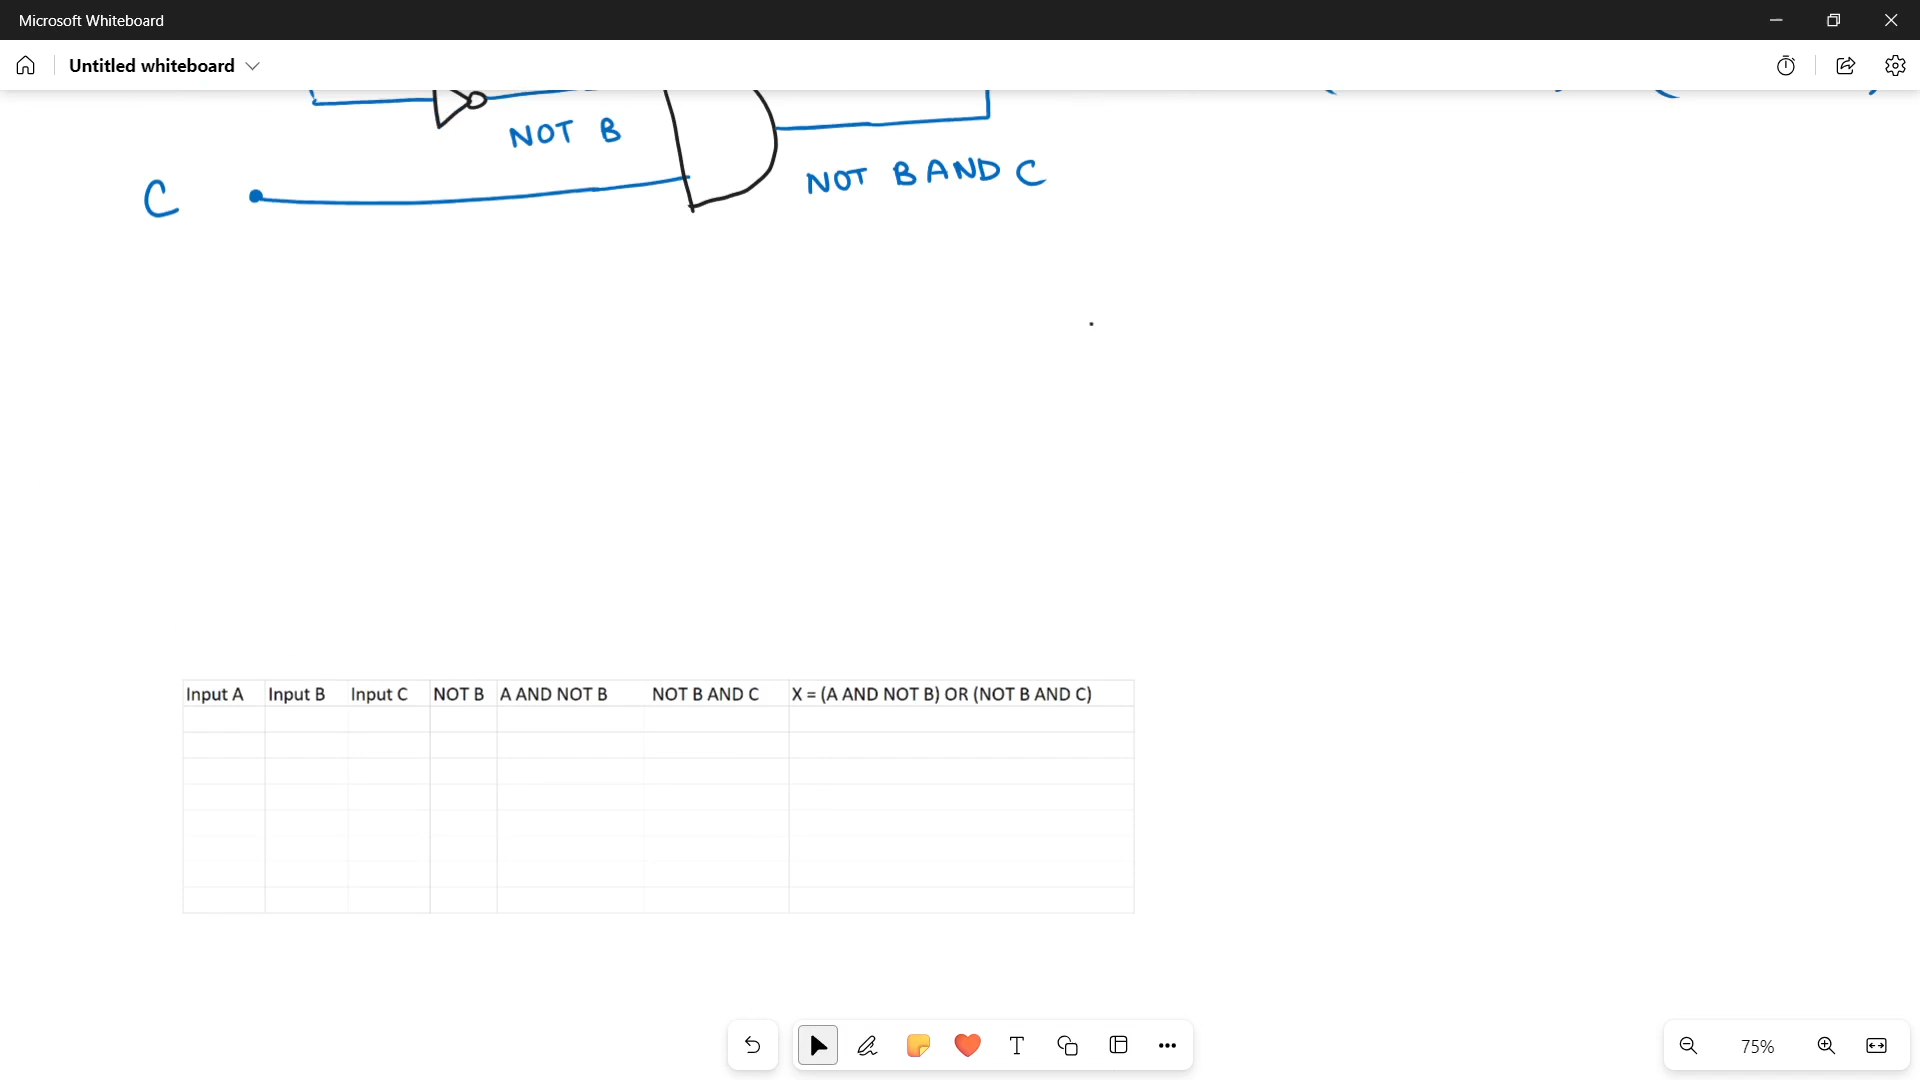 Microsoft Whiteboard
Untitled whiteboard
NOT B
NOT B AND C
C
Input A Input B Input C NOT B A AND NOT B NOT B AND C X = (A AND NOT B) OR (NOT B AND C)
75%